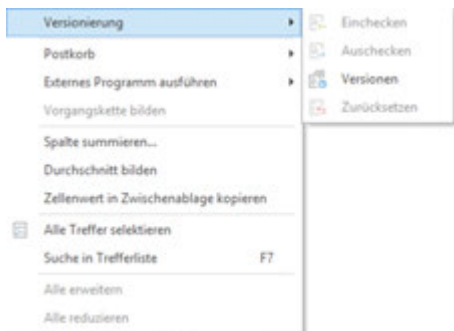 Versionierung
Postkorb
Externes Programm ausführen
Vorgangskette bilden
Spalte summieren...
Durchschnitt bilden
Zellenwert in Zwischenablage kopieren
Alle Treffer selektieren
Suche in Trefferliste F7
Alle erweitern
Alle reduzieren
Einchecken
Auschecken
Versionen
Zurücksetzen